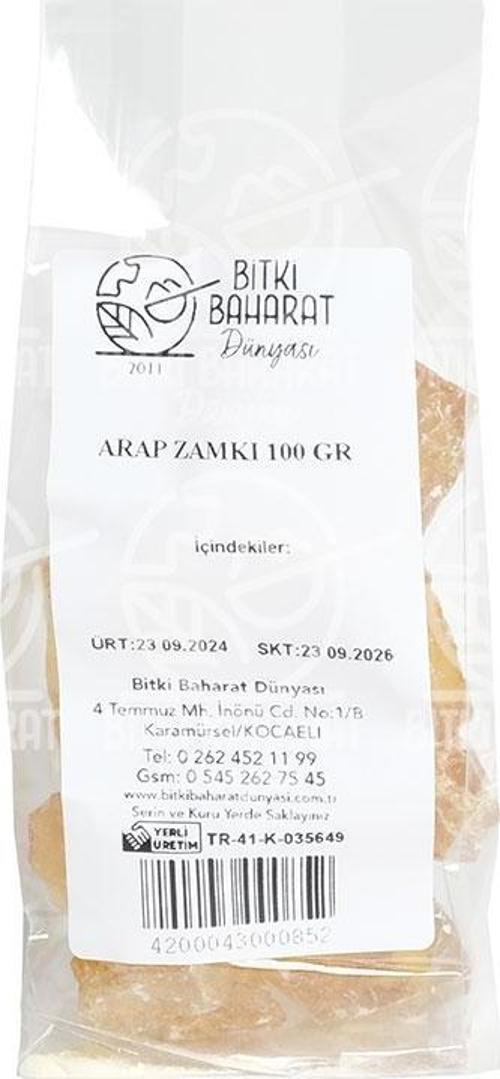 BİTKİ
BAHARAT
Dünyası
2011
ARAP ZAMKI 100 GR
İçindekiler:
ÜRT:23 09.2024 SKT:23 09.2026
Bitki Baharat Dünyası
4 Temmuz Mh. İnönü Cd. No:1/B
Karamürsel/KOCAELİ
Tel: 0 262 452 11 99
Gsm: 0 545 262 75 45
www.bitkibaharatdunyasi.com.tr
Serin ve Kuru Yerde Saklayınız
YERLİ
ÜRETİM
TR-41-K-035649
4200043000852